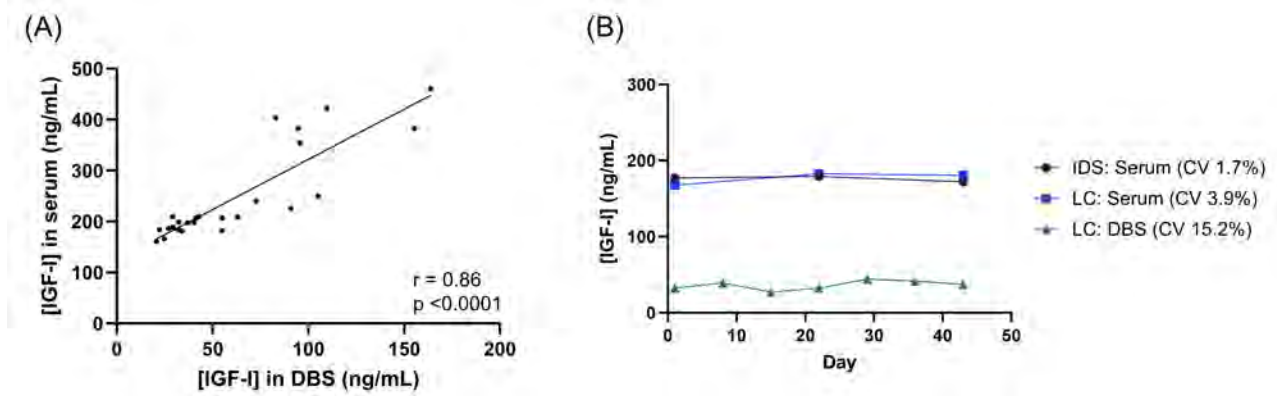 (A)
[IGF-I] in serum (ng/mL)
500
400
300
200
100
0
r = 0.86
p <0.0001
0 50 100 150 200
[IGF-I] in DBS (ng/mL)
(B)
[IGF-I] (ng/mL)
300
200
100
0
0 10 20 30 40 50
Day
IDS: Serum (CV 1.7%)
LC: Serum (CV 3.9%)
LC: DBS (CV 15.2%)